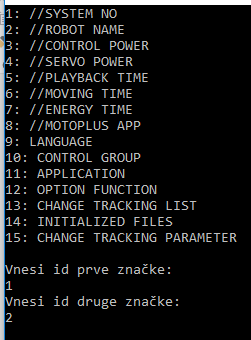 1: //SYSTEM NO
2: //ROBOT NAME
3: //CONTROL POWER
4: //SERVO POWER
5: //PLAYBACK TIME
6: //MOVING TIME
7: //ENERGY TIME
8: //MOTOPLUS APP
9: LANGUAGE
10: CONTROL GROUP
11: APPLICATION
12: OPTION FUNCTION
13: CHANGE TRACKING LIST
14: INITIALIZED FILES
15: CHANGE TRACKING PARAMETER
Vnesi id prve značke:
1
Vnesi id druge značke:
2